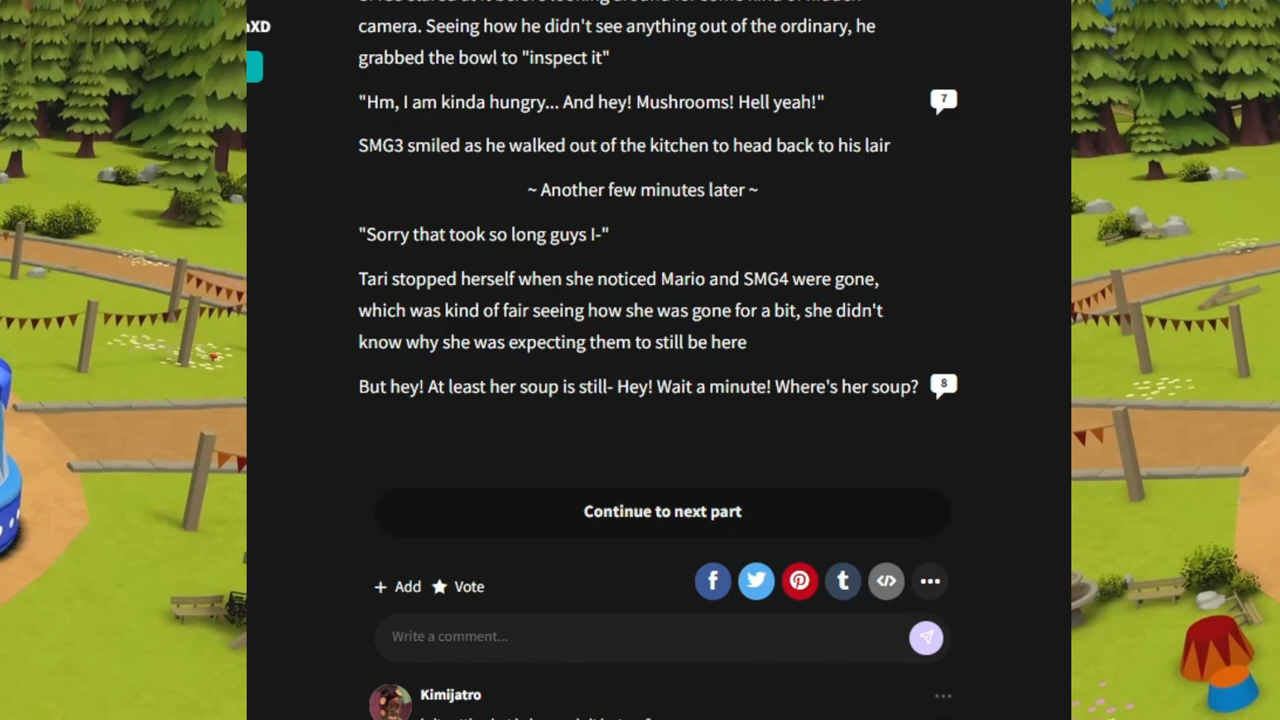 XD
camera. Seeing how he didn't see anything out of the ordinary, he
grabbed the bowl to "inspect it"
"Hm, I am kinda hungry... And hey! Mushrooms! Hell yeah!"
7
SMG3 smiled as he walked out of the kitchen to head back to his lair
~ Another few minutes later ~
"Sorry that took so long guys I-"
Tari stopped herself when she noticed Mario and SMG4 were gone,
which was kind of fair seeing how she was gone for a bit, she didn't
know why she was expecting them to still be here
But hey! At least her soup is still- Hey! Wait a minute! Where's her soup?
8
Continue to next part
+ Add ★ Vote
Write a comment...
Kimijatro